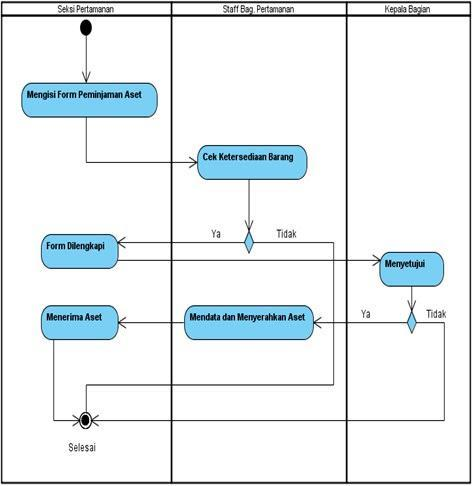 Seksi Pertamanan
Staff Bag. Pertamanan
Kepala Bagian
Mengisi Form Peminjaman Aset
Cek Ketersediaan Barang
Ya
Tidak
Form Dilengkapi
Menyetujui
Menerima Aset
Mendata dan Menyerahkan Aset
Ya
Tidak
Selesai